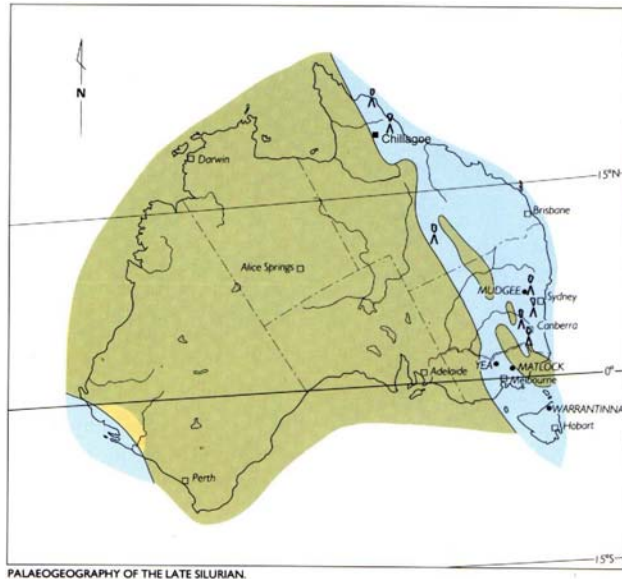 N
Chillagoe
Darwin
15°N
Brisbane
Alice Springs
MUDGEE
Sydney
Canberra
YEA
MATLOCK
Adelaide
0°
Melbourne
WARRANTINNA
Hobart
Perth
15°S
PALAEOGEOGRAPHY OF THE LATE SILURIAN.